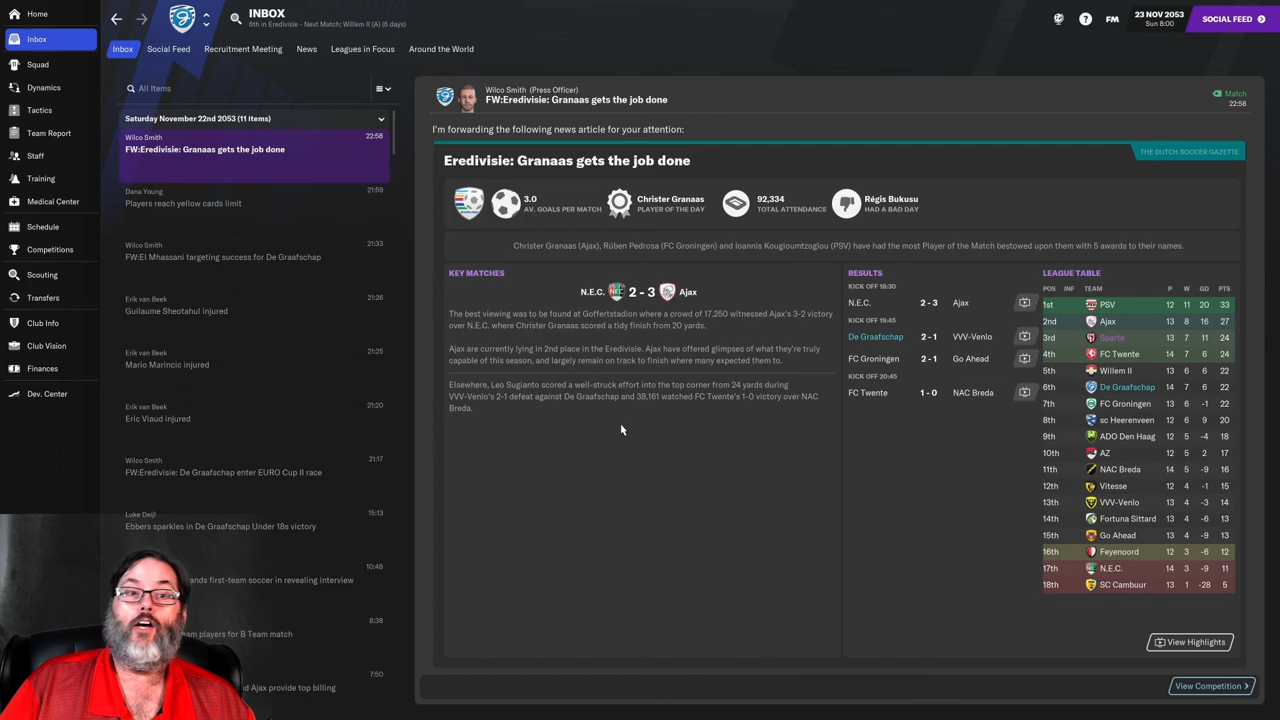 Home
Inbox
Squad
Dynamics
Tactics
Team Report
Staff
Training
Medical Center
Schedule
Competitions
Scouting
Transfers
Club Info
Club Vision
Finances
Dev. Center
INBOX
6th in Eredivisie - Next Match: Willem II (A) (6 days)
FM
23 NOV 2053
Sun 8:00
SOCIAL FEED
Inbox
Social Feed
Recruitment Meeting
News
Leagues in Focus
Around the World
All Items
Saturday November 22nd 2053 (11 items)
Wilco Smith 22:58
FW:Eredivisie: Granaas gets the job done
Dana Young 21:59
Players reach yellow cards limit
Wilco Smith 21:33
FW:El Mhassani targeting success for De Graafschap
Erik van Beek 21:26
Guilaume Sheotahul injured
Erik van Beek 21:25
Mario Marincic injured
Erik van Beek 21:20
Eric Viaud injured
Wilco Smith 21:17
FW:Eredivisie: De Graafschap enter EURO Cup II race
Luke Deijl 15:13
Ebbers sparkles in De Graafschap Under 18s victory
10:48
ands first-team soccer in revealing interview
8:38
am players for B Team match
7:50
d Ajax provide top billing
Wilco Smith (Press Officer)
FW:Eredivisie: Granaas gets the job done
Match
22:58
I'm forwarding the following news article for your attention:
Eredivisie: Granaas gets the job done
THE DUTCH SOCCER GAZETTE
3.0
AV. GOALS PER MATCH
Christer Granaas
PLAYER OF THE DAY
92,334
TOTAL ATTENDANCE
Régis Bukusu
HAD A BAD DAY
Christer Granaas (Ajax), Rúben Pedrosa (FC Groningen) and Ioannis Kougioumtzoglou (PSV) have had the most Player of the Match bestowed upon them with 5 awards to their names.
KEY MATCHES
N.E.C. 2 - 3 Ajax
The best viewing was to be found at Goffertstadion where a crowd of 17,250 witnessed Ajax's 3-2 victory
over N.E.C. where Christer Granaas scored a tidy finish from 20 yards.
Ajax are currently lying in 2nd place in the Eredivisie. Ajax have offered glimpses of what they're truly
capable of this season, and largely remain on track to finish where many expected them to.
Elsewhere, Leo Sugianto scored a well-struck effort into the top corner from 24 yards during
VVV-Venlo's 2-1 defeat against De Graafschap and 38,161 watched FC Twente's 1-0 victory over NAC
Breda.
RESULTS
KICK OFF 19:30
N.E.C. 2 - 3 Ajax
KICK OFF 19:45
De Graafschap 2 - 1 VVV-Venlo
FC Groningen 2 - 1 Go Ahead
KICK OFF 20:45
FC Twente 1 - 0 NAC Breda
LEAGUE TABLE
POS INF TEAM P W GD PTS
1st PSV 12 11 20 33
2nd Ajax 13 8 16 27
3rd Sparta 13 7 11 24
4th FC Twente 14 7 6 24
5th Willem II 13 6 6 22
6th De Graafschap 14 7 6 22
7th FC Groningen 13 6 -1 22
8th sc Heerenveen 12 6 9 20
9th ADO Den Haag 12 5 -4 18
10th AZ 12 5 2 17
11th NAC Breda 14 5 -9 16
12th Vitesse 12 4 -1 15
13th VVV-Venlo 13 4 -3 14
14th Fortuna Sittard 13 4 -6 13
15th Go Ahead 13 4 -9 13
16th Feyenoord 12 3 -6 12
17th N.E.C. 14 3 -9 11
18th SC Cambuur 13 1 -28 5
View Highlights
View Competition